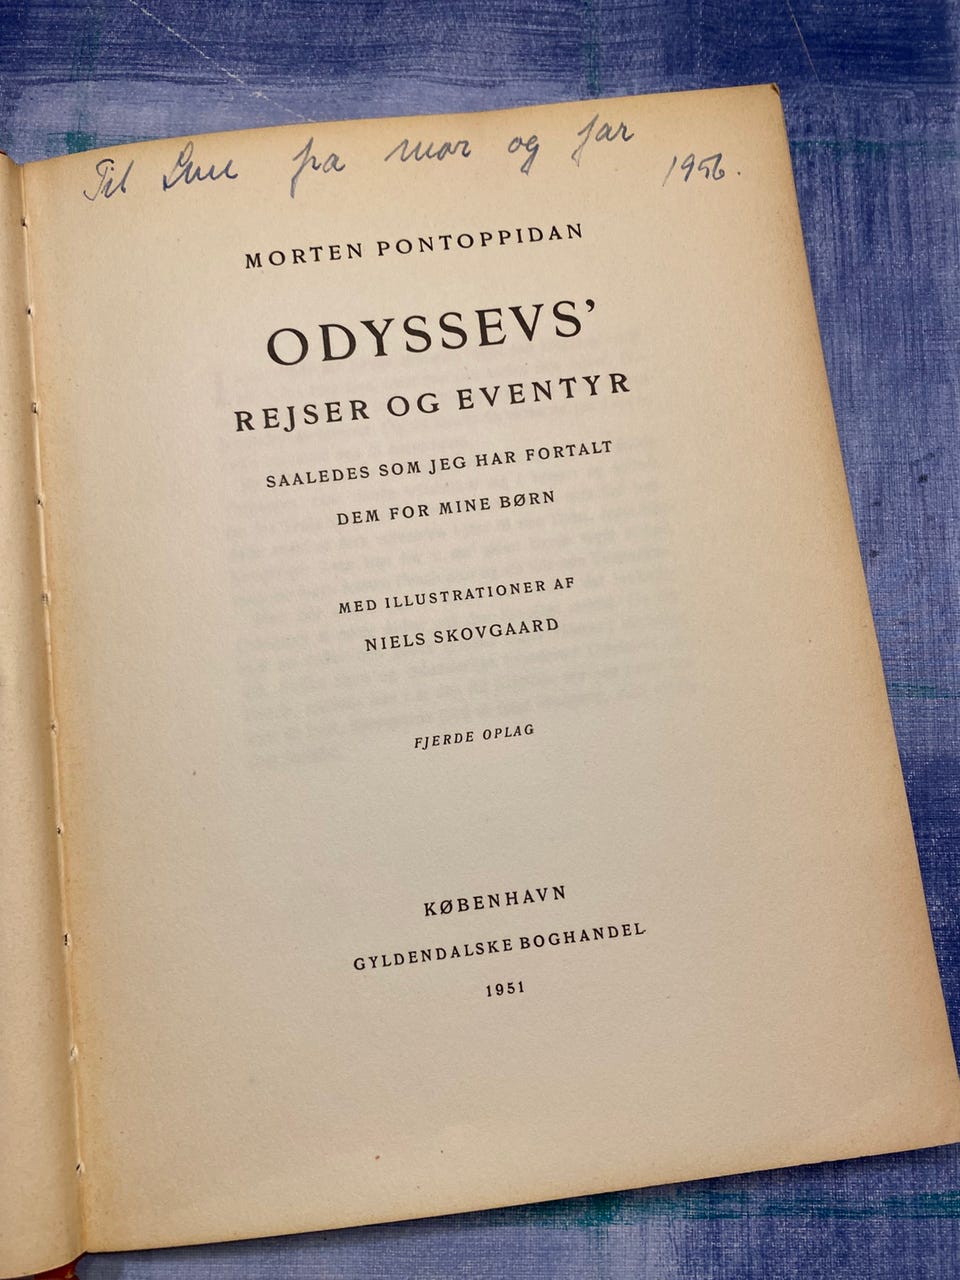 Til fra mor og far
1956.
MORTEN PONTOPPIDAN
ODYSSEVS’
REJSER OG EVENTYR
SAALEDES SOM JEG HAR FORTALT
DEM FOR MINE BØRN
MED ILLUSTRATIONER AF
NIELS SKOVGAARD
FJERDE OPLAG
KØBENHAVN
GYLDENDALSKE BOGHANDEL
1951